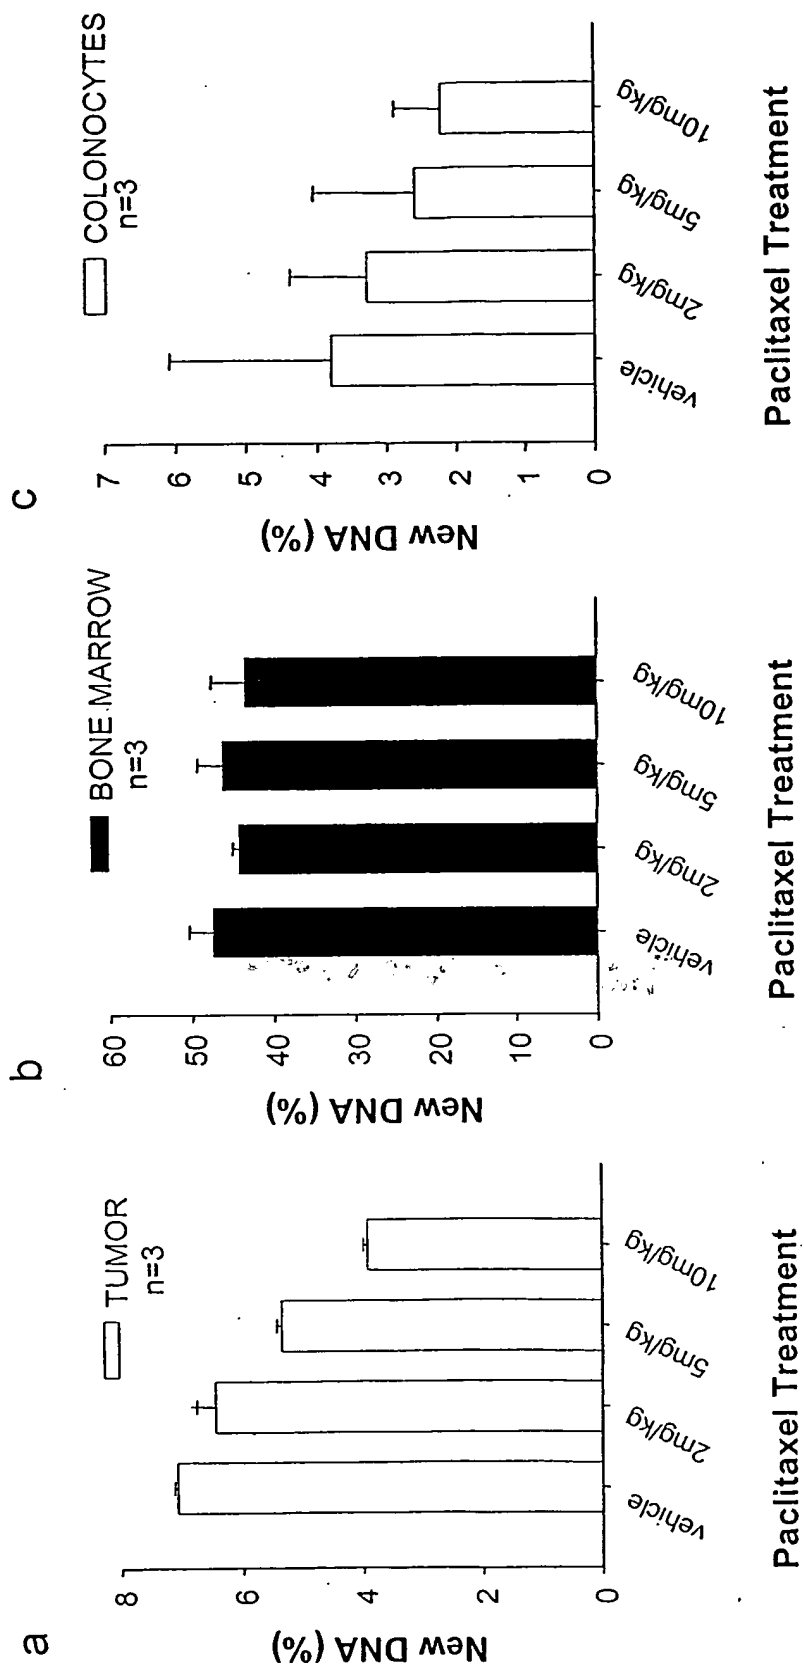 a
TUMOR
n=3
New DNA (%)
8
6
4
2
0
vehicle
2mg/kg
5mg/kg
10mg/kg
Paclitaxel Treatment
b
BONE MARROW
n=3
New DNA (%)
60
50
40
30
20
10
0
vehicle
2mg/kg
5mg/kg
10mg/kg
Paclitaxel Treatment
c
COLONOCYTES
n=3
New DNA (%)
7
6
5
4
3
2
1
0
vehicle
2mg/kg
5mg/kg
10mg/kg
Paclitaxel Treatment